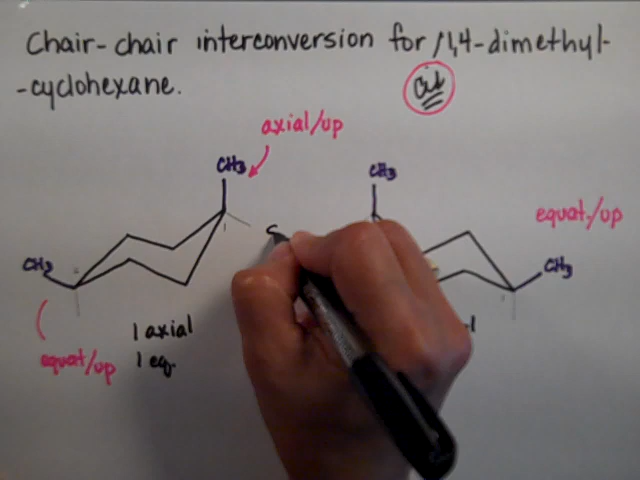 Chair-chair interconversion for 1,4-dimethyl-
-cyclohexane.
Cis
axial/up
CH3
CH3
equat/up
CH3
CH3
1 axial
equat/up
1 eq.